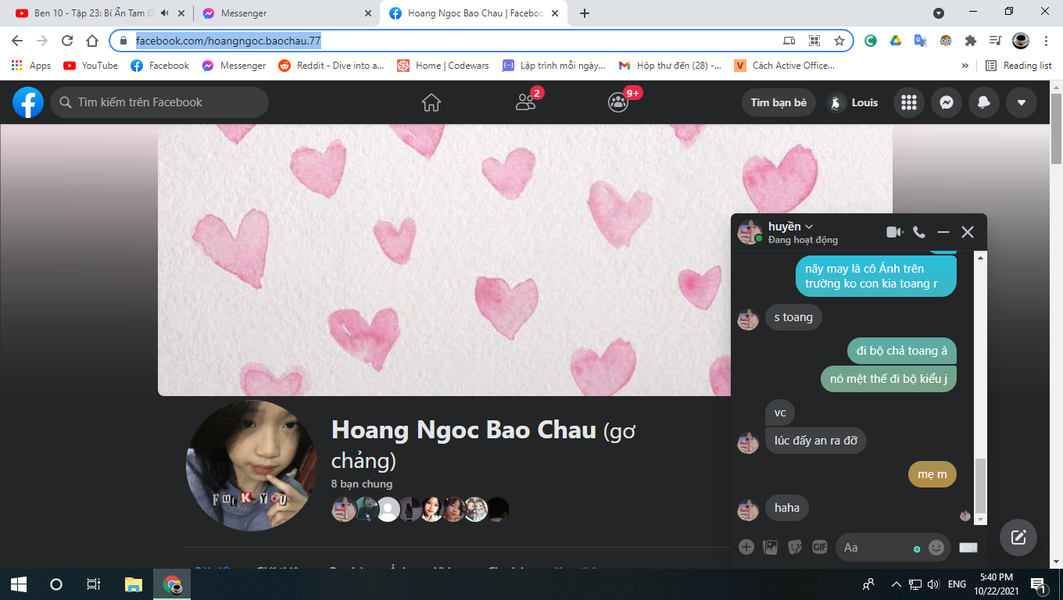 Ben 10 - Tập 23: Bí Ẩn Tam G
Messenger
Hoang Ngoc Bao Chau | Faceboo
facebook.com/hoangngoc.baochau.77
Apps
YouTube
Facebook
Messenger
Reddit - Dive into a...
Home | Codewars
Lập trình mỗi ngày...
Hộp thư đến (28) -...
Cách Active Office...
»
Reading list
Tìm kiếm trên Facebook
2
9+
Tìm bạn bè
Louis
huyền
Đang hoạt động
nãy may là cô Ánh trên
trường ko con kia toang r
s toang
đi bộ chả toang à
nó mệt thế đi bộ kiểu j
vc
lúc đấy an ra đỡ
mẹ m
haha
GIF
Aa
FUCK YOU
Hoang Ngoc Bao Chau (gơ
chảng)
8 bạn chung
ENG
5:40 PM
10/22/2021
1